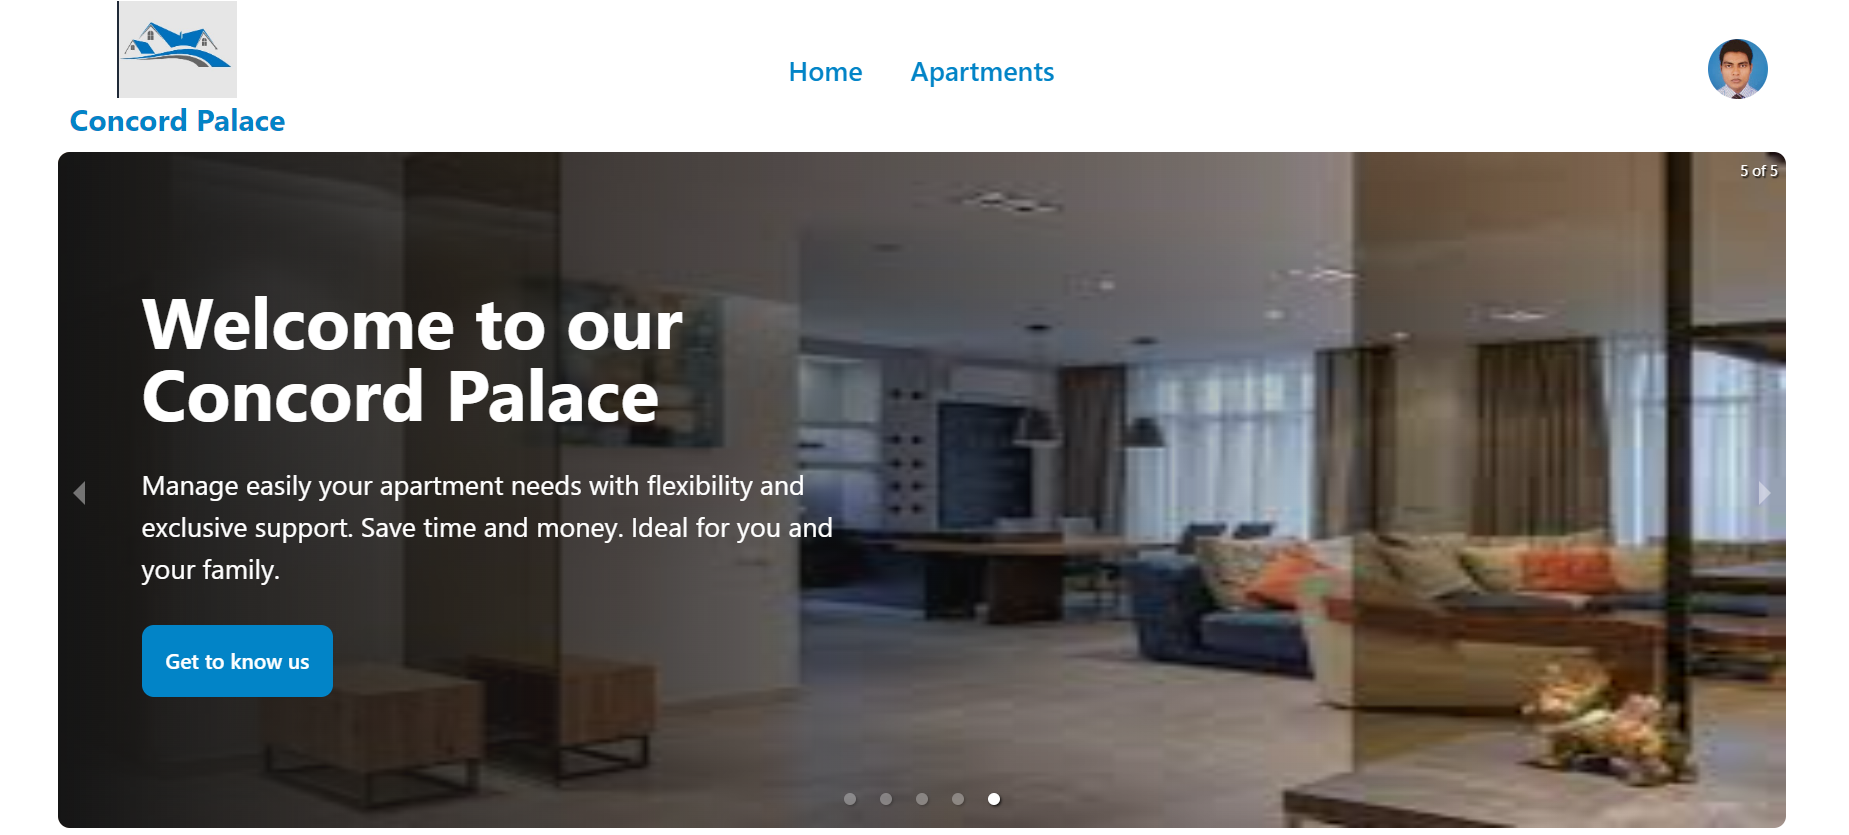 Concord Palace
Home
Apartments
5 of 5
Welcome to our
Concord Palace
Manage easily your apartment needs with flexibility and
exclusive support. Save time and money. Ideal for you and
your family.
Get to know us